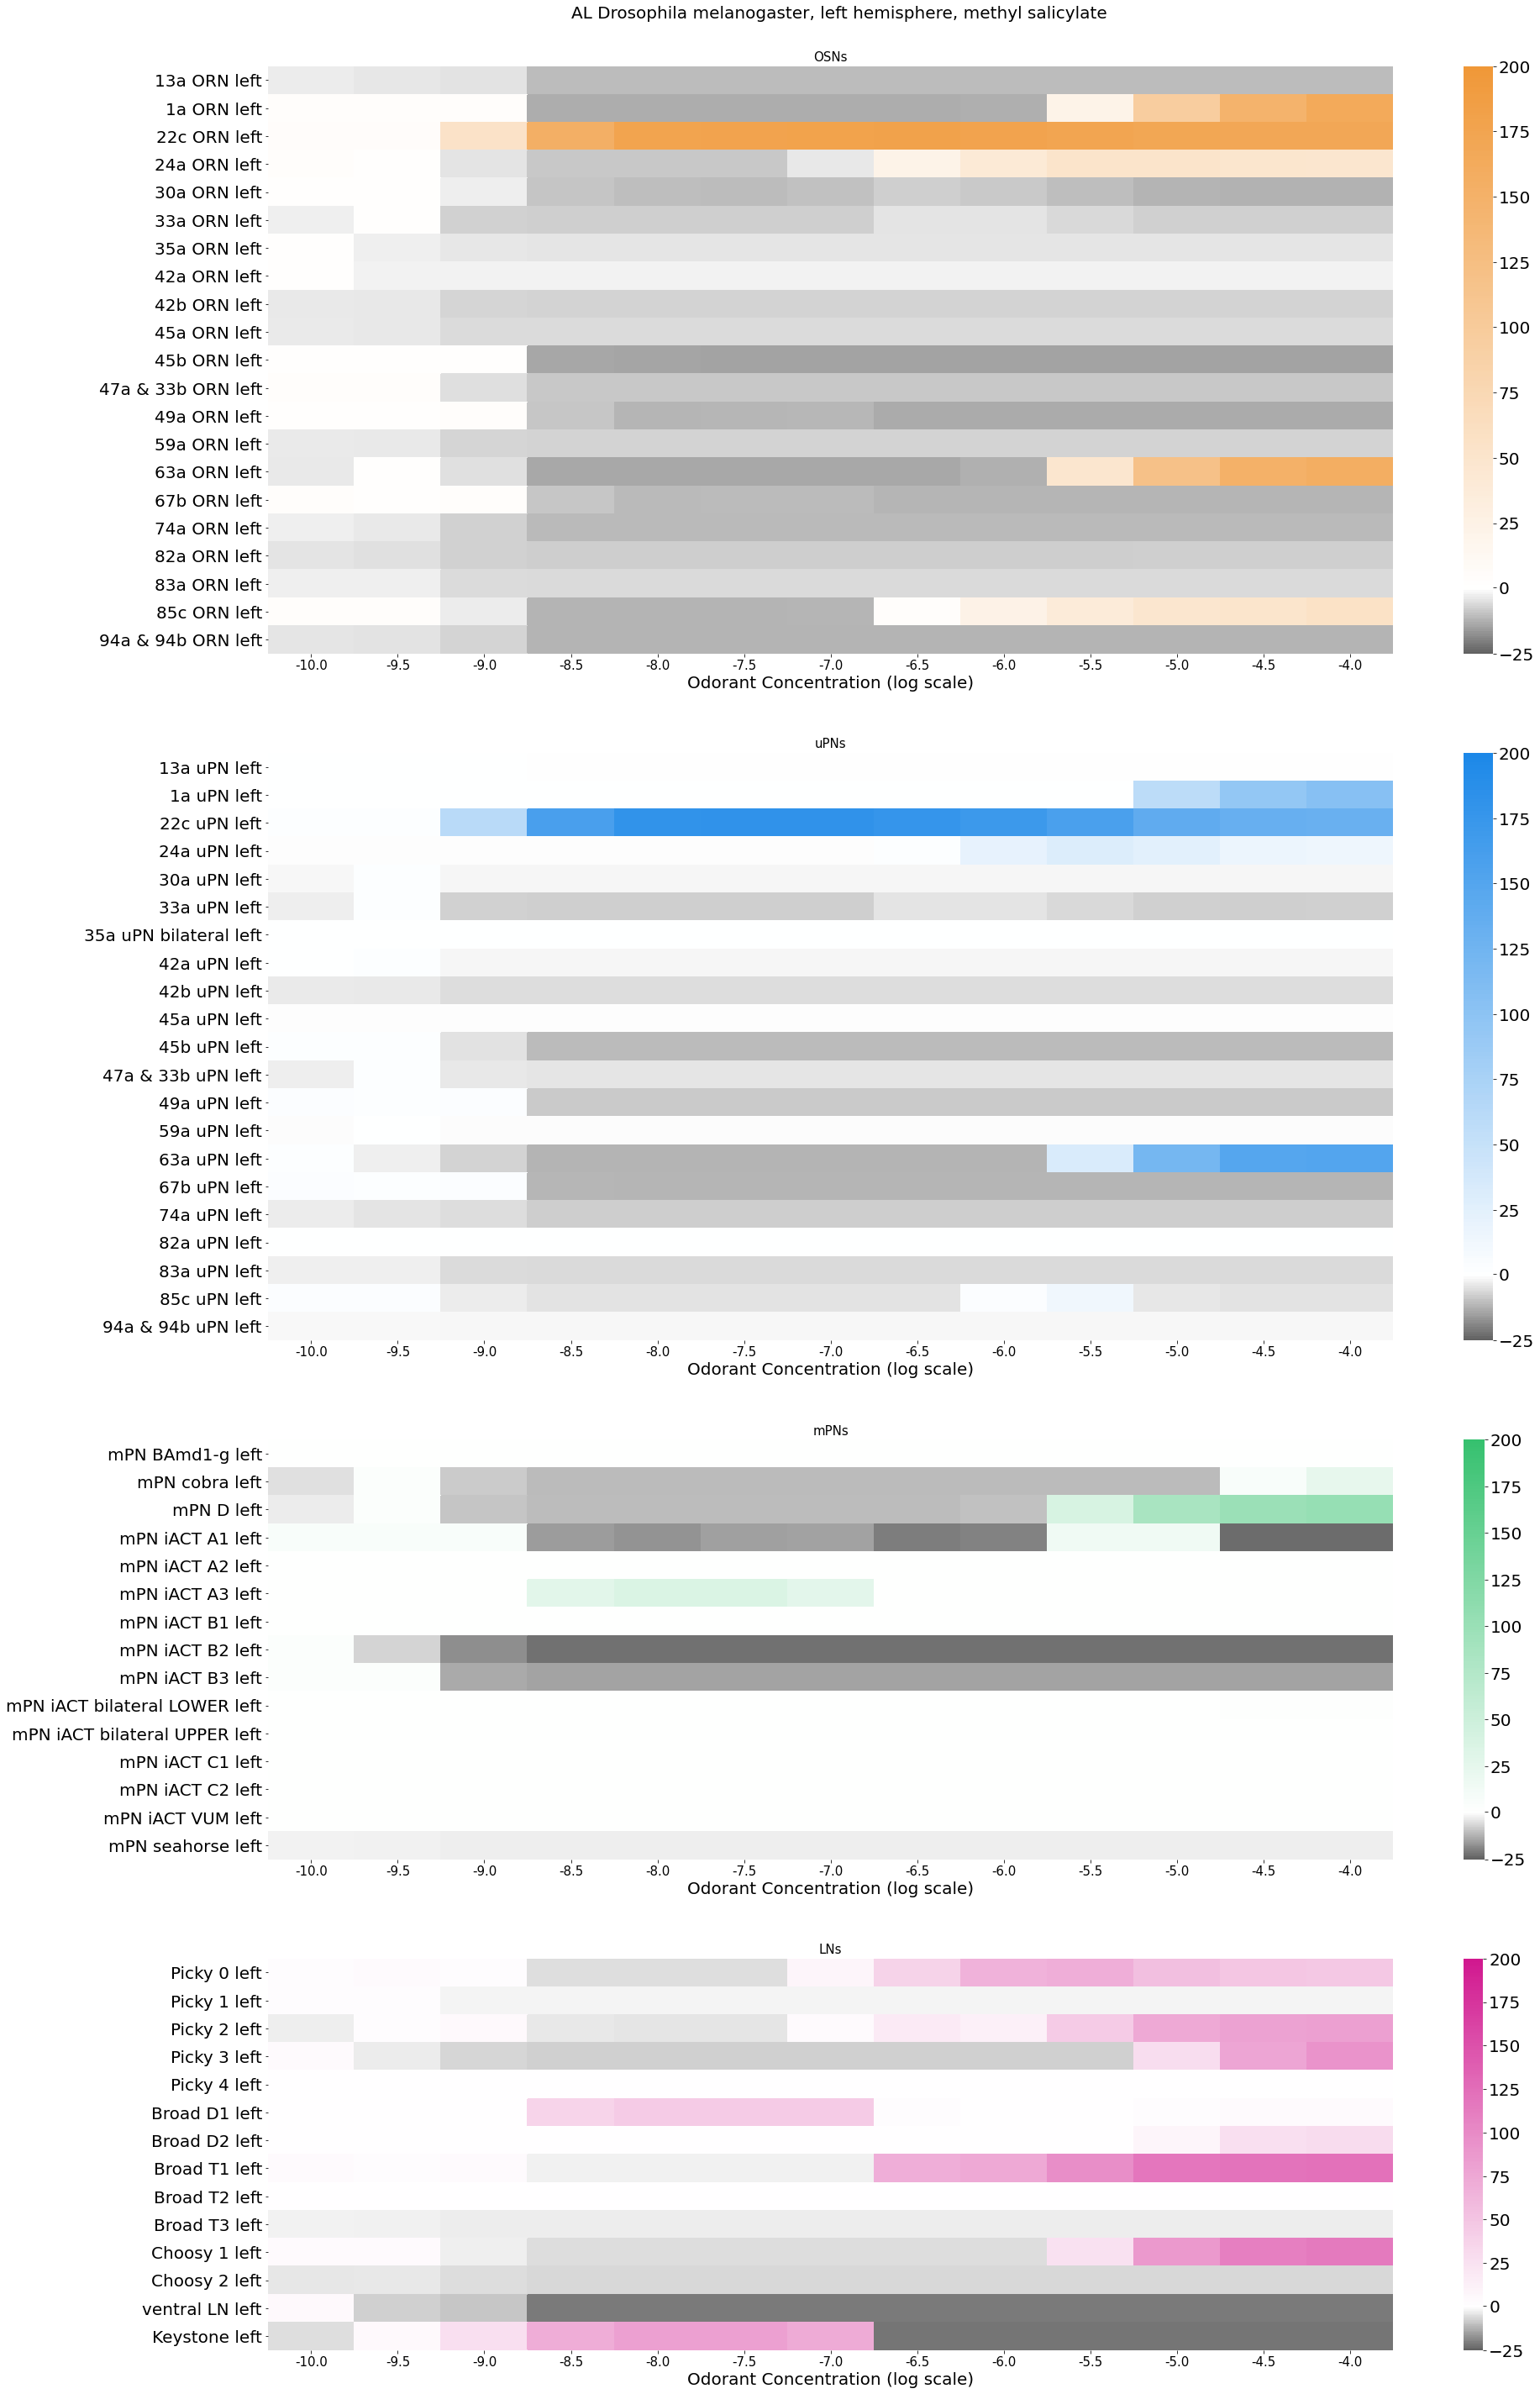 AL Drosophila melanogaster, left hemisphere, methyl salicylate
OSNs
13a ORN left
1a ORN left
22c ORN left
24a ORN left
30a ORN left
33a ORN left
35a ORN left
42a ORN left
42b ORN left
45a ORN left
45b ORN left
47a & 33b ORN left
49a ORN left
59a ORN left
63a ORN left
67b ORN left
74a ORN left
82a ORN left
83a ORN left
85c ORN left
94a & 94b ORN left
-10.0 -9.5 -9.0 -8.5 -8.0 -7.5 -7.0 -6.5 -6.0 -5.5 -5.0 -4.5 -4.0
Odorant Concentration (log scale)
200
175
150
125
100
75
50
25
0
−25
uPNs
13a uPN left
1a uPN left
22c uPN left
24a uPN left
30a uPN left
33a uPN left
35a uPN bilateral left
42a uPN left
42b uPN left
45a uPN left
45b uPN left
47a & 33b uPN left
49a uPN left
59a uPN left
63a uPN left
67b uPN left
74a uPN left
82a uPN left
83a uPN left
85c uPN left
94a & 94b uPN left
-10.0 -9.5 -9.0 -8.5 -8.0 -7.5 -7.0 -6.5 -6.0 -5.5 -5.0 -4.5 -4.0
Odorant Concentration (log scale)
200
175
150
125
100
75
50
25
0
−25
mPNs
mPN BAmd1-g left
mPN cobra left
mPN D left
mPN iACT A1 left
mPN iACT A2 left
mPN iACT A3 left
mPN iACT B1 left
mPN iACT B2 left
mPN iACT B3 left
mPN iACT bilateral LOWER left
mPN iACT bilateral UPPER left
mPN iACT C1 left
mPN iACT C2 left
mPN iACT VUM left
mPN seahorse left
-10.0 -9.5 -9.0 -8.5 -8.0 -7.5 -7.0 -6.5 -6.0 -5.5 -5.0 -4.5 -4.0
Odorant Concentration (log scale)
200
175
150
125
100
75
50
25
0
−25
LNs
Picky 0 left
Picky 1 left
Picky 2 left
Picky 3 left
Picky 4 left
Broad D1 left
Broad D2 left
Broad T1 left
Broad T2 left
Broad T3 left
Choosy 1 left
Choosy 2 left
ventral LN left
Keystone left
-10.0 -9.5 -9.0 -8.5 -8.0 -7.5 -7.0 -6.5 -6.0 -5.5 -5.0 -4.5 -4.0
Odorant Concentration (log scale)
200
175
150
125
100
75
50
25
0
−25